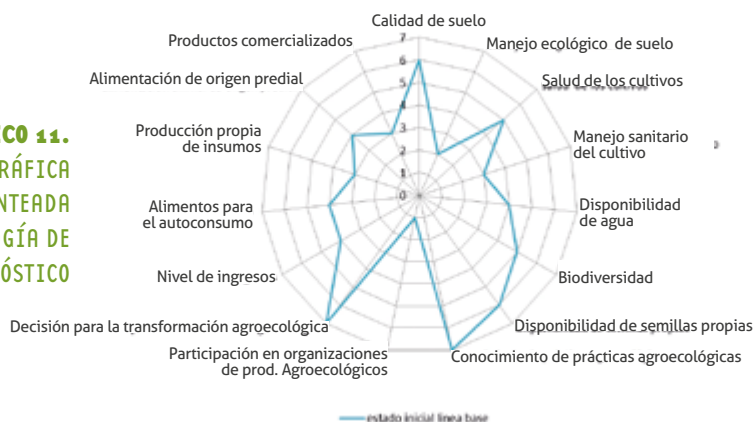 CO 11.
RÁFICA
NTEADA
GÍA DE
ÓSTICO
Calidad de suelo
Manejo ecológico de suelo
Salud de los cultivos
Manejo sanitario
del cultivo
Disponibilidad
de agua
Biodiversidad
Disponibilidad de semillas propias
Conocimiento de prácticas agroecológicas
Participación en organizaciones
de prod. Agroecológicos
Decisión para la transformación agroecológica
Nivel de ingresos
Alimentos para
el autoconsumo
Producción propia
de insumos
Alimentación de origen predial
Productos comercializados
7
6
5
4
3
2
1
0
estado inicial linea base